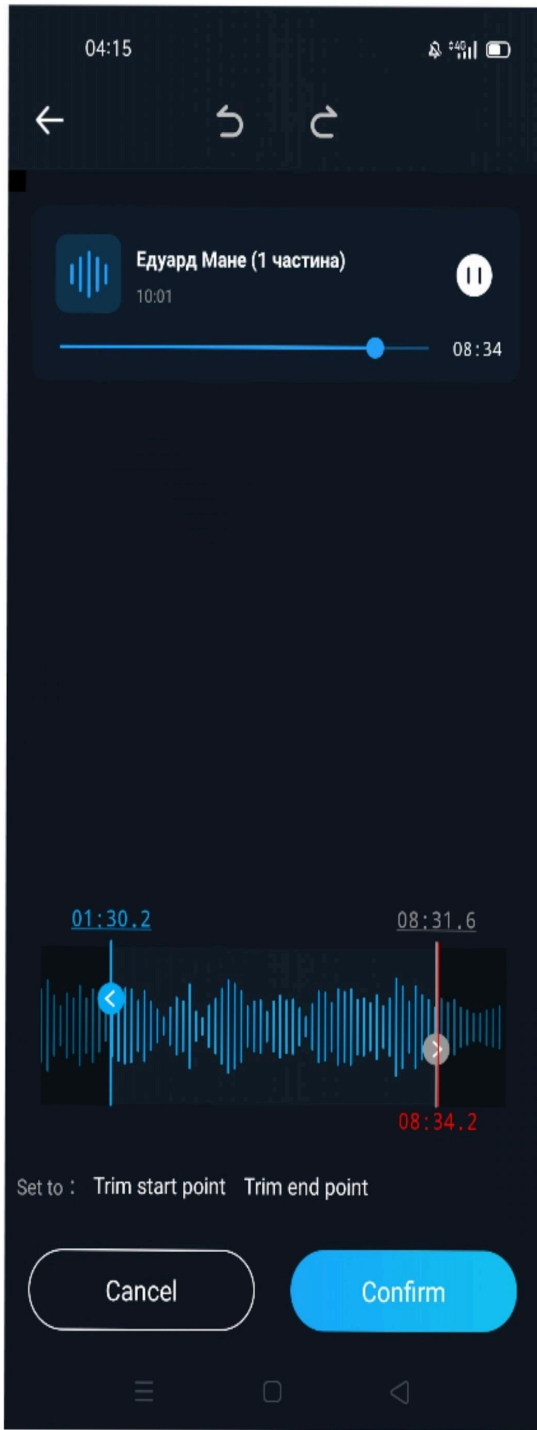 04:15
4G
Едуард Мане (1 частина)
10:01
08:34
01:30.2
08:31.6
08:34.2
Set to : Trim start point Trim end point
Cancel
Confirm